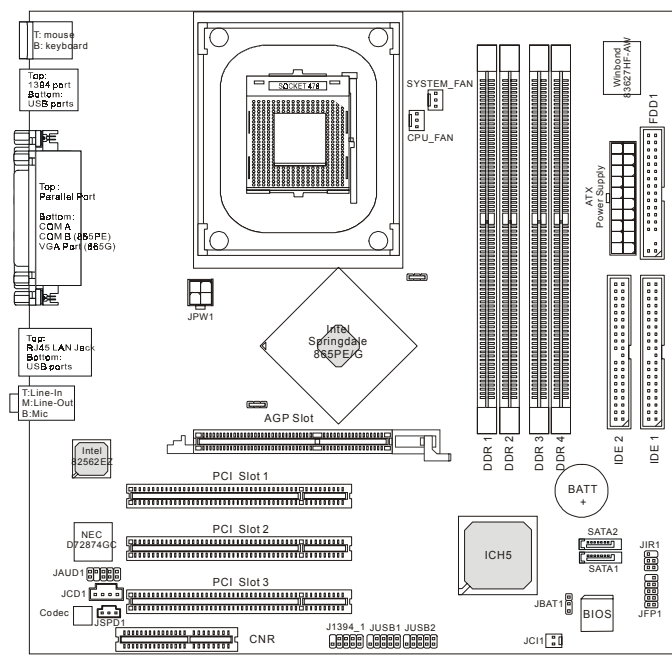 T: mouse
B: keyboard
Top:
1394 port
Bottom:
USB ports
Top:
Parallel Port
Bottom:
COM A
COM B (865PE)
VGA Port (865G)
Top:
RJ45 LAN Jack
Bottom:
USB ports
T:Line-In
M:Line-Out
B:Mic
SOCKET 478
SYSTEM_FAN
CPU_FAN
Winbond
83627HF-AW
FDD1
ATX
Power Supply
JPW1
Intel
Springdale
865PE/G
AGP Slot
DDR 1
DDR 2
DDR 3
DDR 4
IDE 2
IDE 1
Intel
82562EZ
PCI Slot 1
BATT
+
NEC
D72874GC
PCI Slot 2
ICH5
SATA2
SATA1
JIR1
JAUD1
JCD1
PCI Slot 3
Codec
JSPD1
JBAT1
BIOS
JFP1
CNR
J1394_1
JUSB1
JUSB2
JCI1